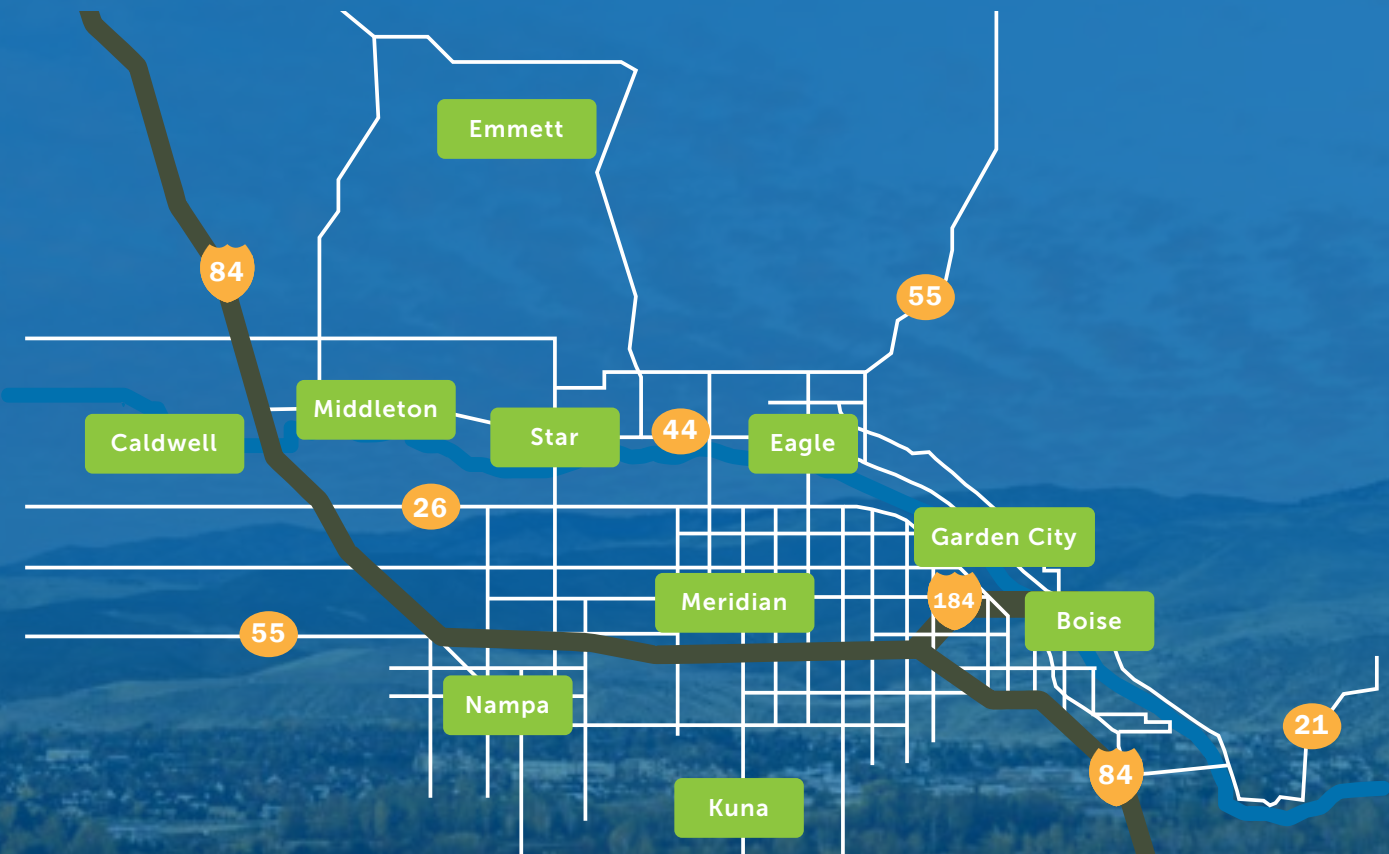 Emmett
84
55
Middleton
Star
44
Eagle
Caldwell
26
Garden City
Meridian
184
Boise
55
Nampa
21
84
Kuna